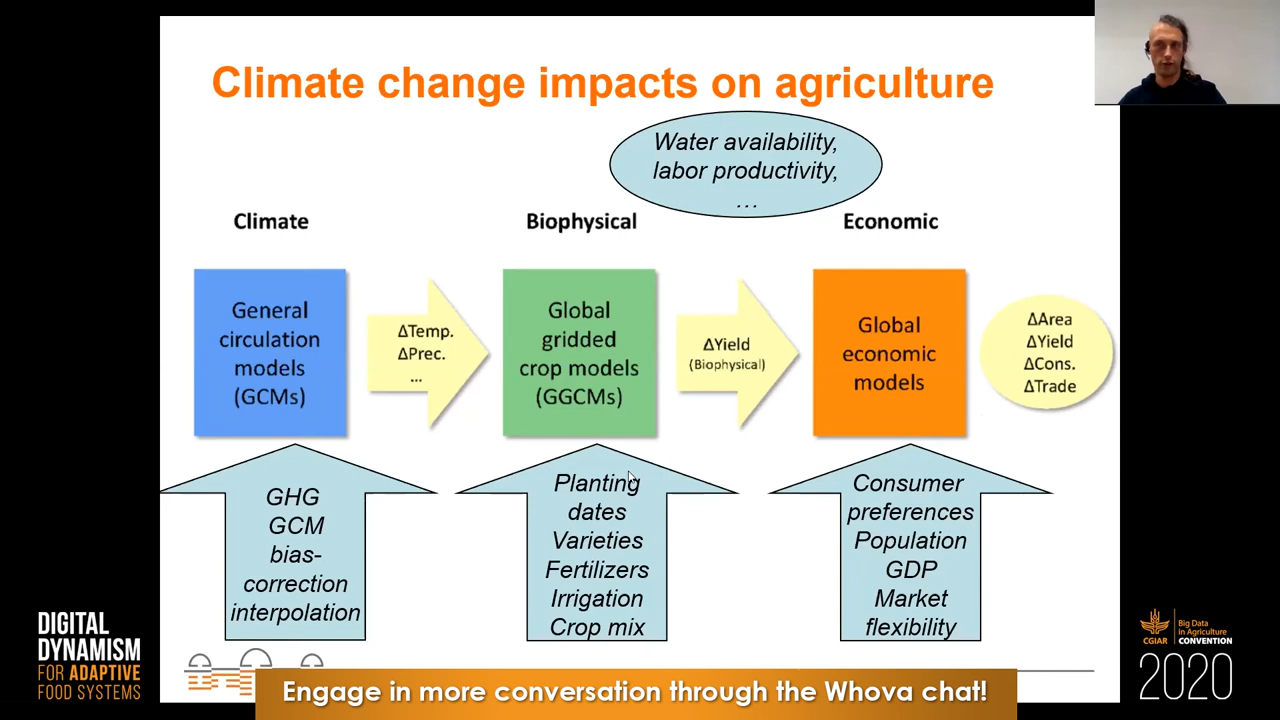 Climate change impacts on agriculture
Water availability,
labor productivity,
...
Climate
Biophysical
Economic
General
circulation
models
(GCMs)
ΔTemp.
ΔPrec.
...
Global
gridded
crop models
(GGCMs)
ΔYield
(Biophysical)
Global
economic
models
ΔArea
ΔYield
ΔCons.
ΔTrade
GHG
GCM
bias-
correction
interpolation
Planting
dates
Varieties
Fertilizers
Irrigation
Crop mix
Consumer
preferences
Population
GDP
Market
flexibility
DIGITAL
DYNAMISM
FOR ADAPTIVE
FOOD SYSTEMS
CGIAR
Big Data
in Agriculture
CONVENTION
2020
Engage in more conversation through the Whova chat!